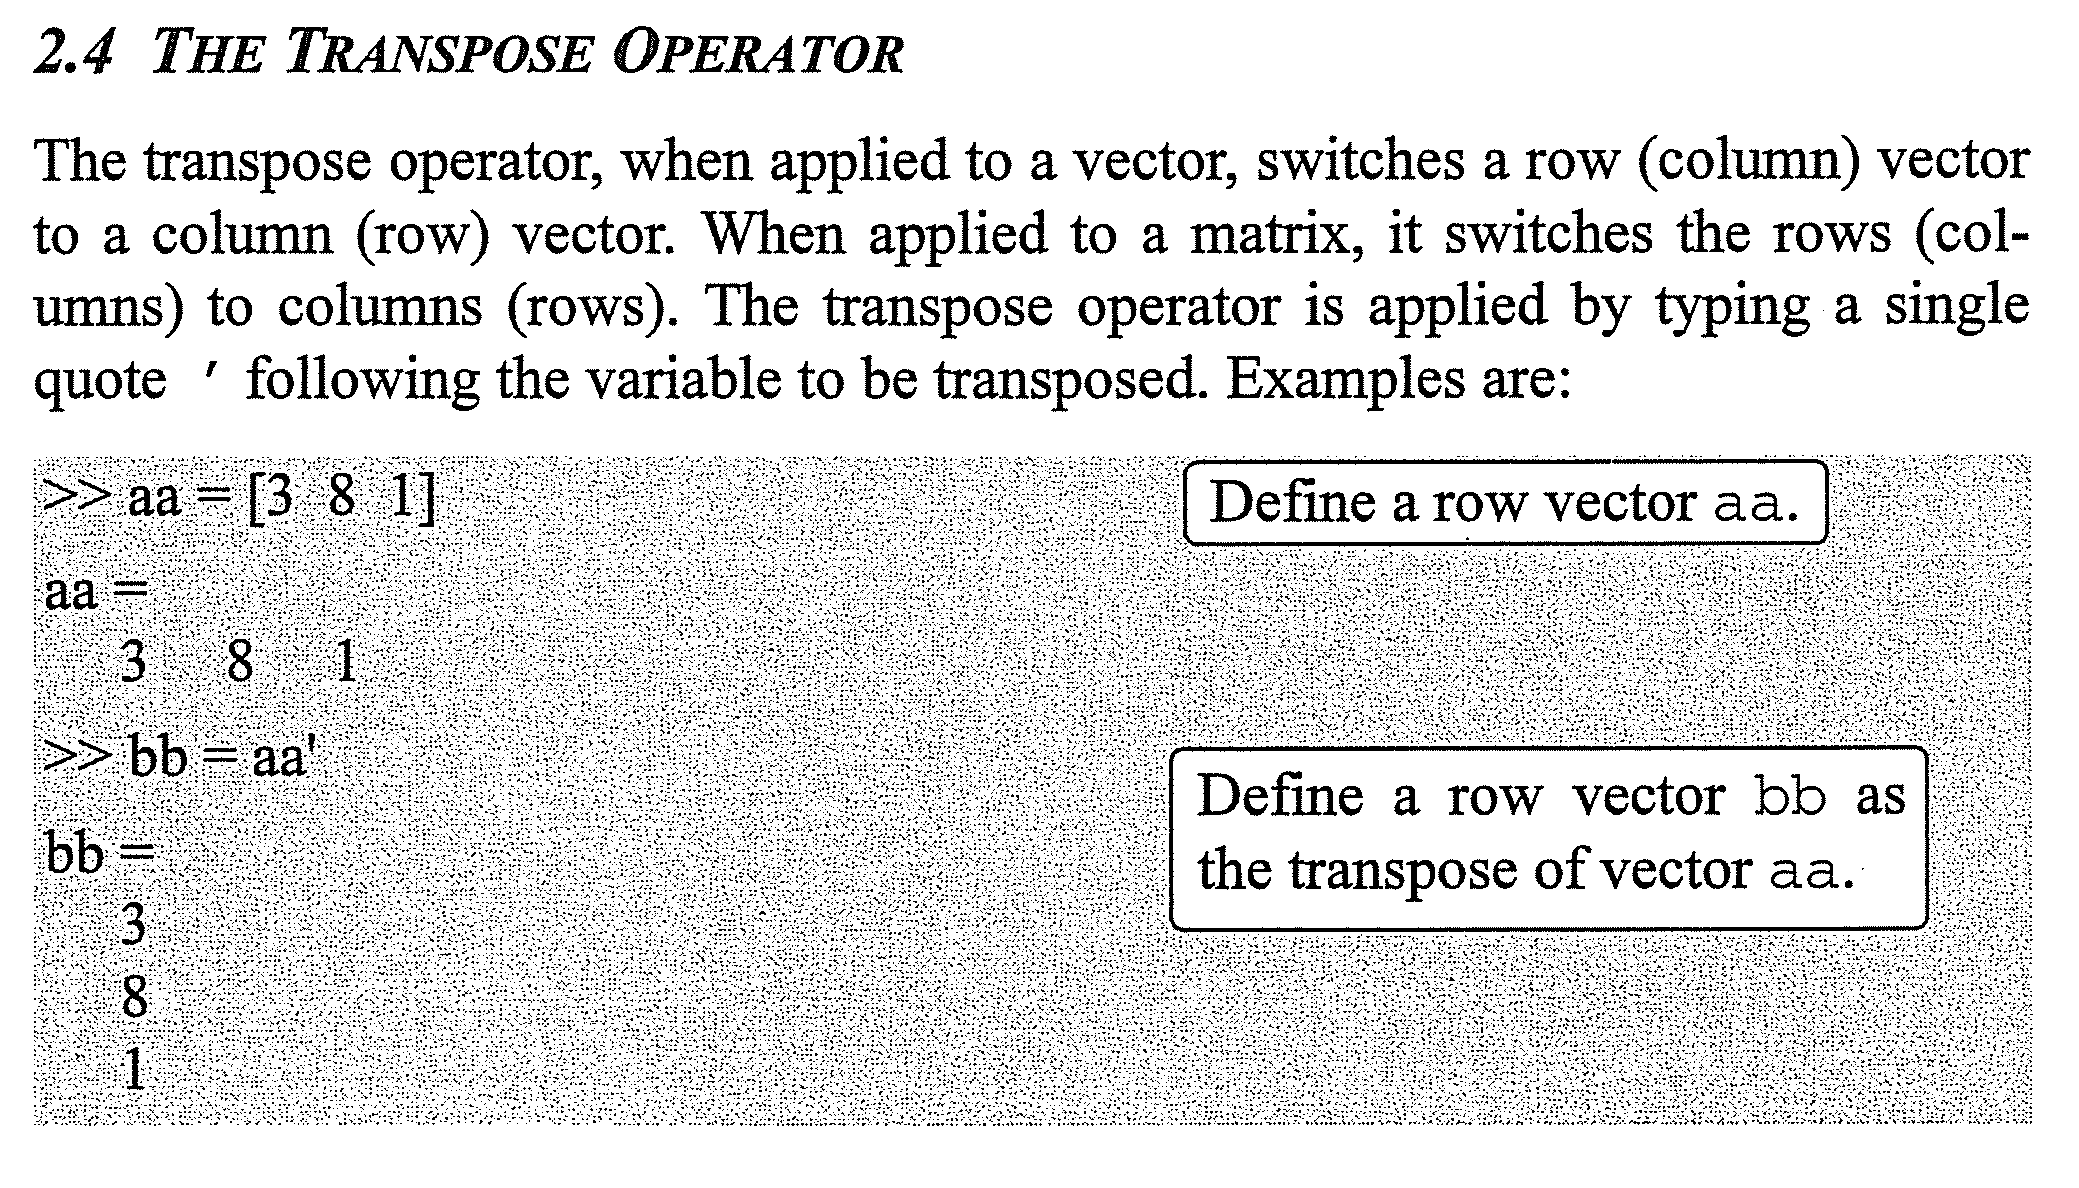 2.4 THE TRANSPOSE OPERATOR
The transpose operator, when applied to a vector, switches a row (column) vector
to a column (row) vector. When applied to a matrix, it switches the rows (col-
umns) to columns (rows). The transpose operator is applied by typing a single
quote ' following the variable to be transposed. Examples are:
>> aa = [3 8 1]
Define a row vector aa.
aa =
3 8 1
>> bb = aa'
Define a row vector bb as
the transpose of vector aa.
bb =
3
8
1